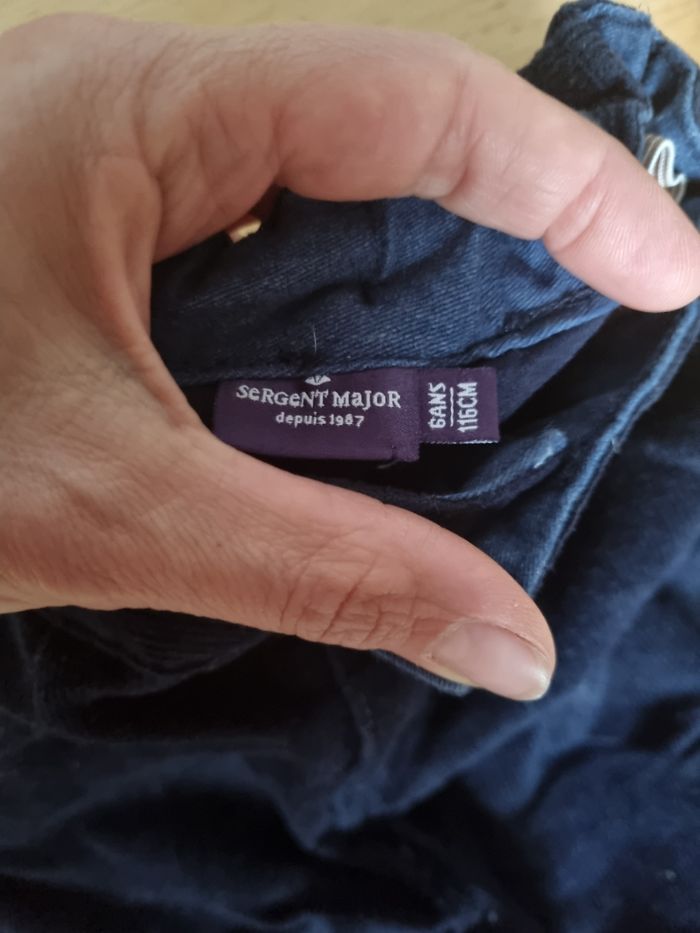 SeRGeNT MaJOR
depuis 1987
6ANS
116CM